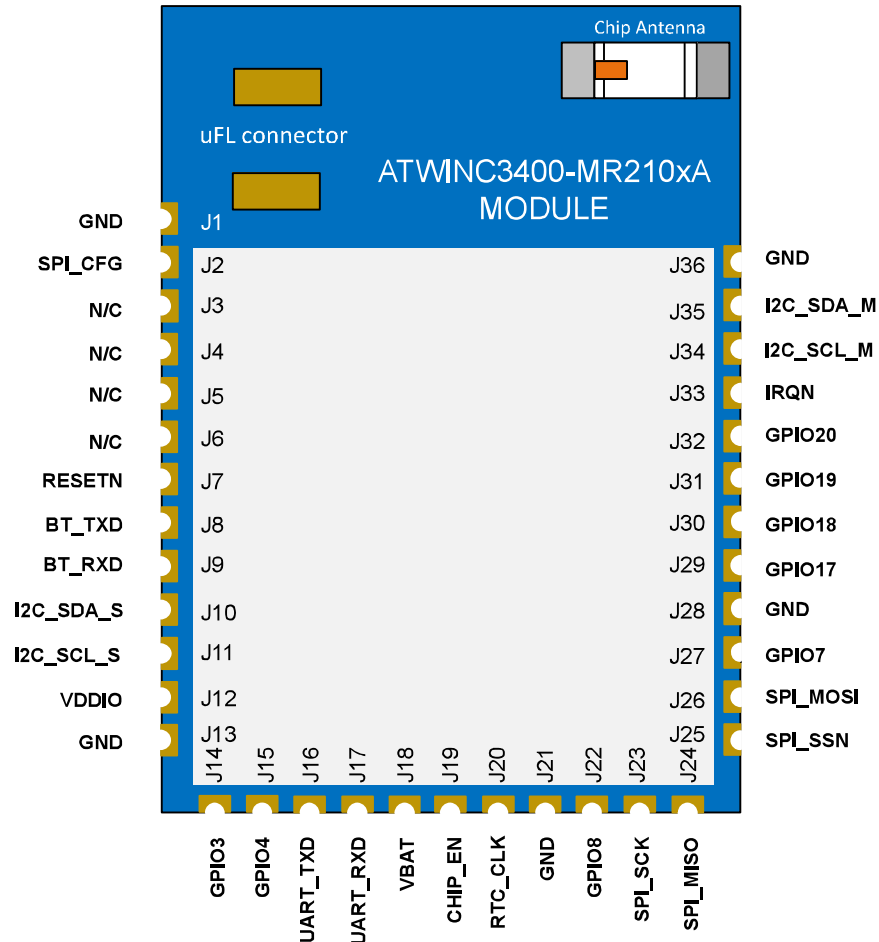 Chip Antenna
uFL connector
ATWINC3400-MR210xA
MODULE
GND J1
SPI_CFG J2
N/C J3
N/C J4
N/C J5
N/C J6
RESETN J7
BT_TXD J8
BT_RXD J9
I2C_SDA_S J10
I2C_SCL_S J11
VDDIO J12
GND J13
J36 GND
J35 I2C_SDA_M
J34 I2C_SCL_M
J33 IRQN
J32 GPIO20
J31 GPIO19
J30 GPIO18
J29 GPIO17
J28 GND
J27 GPIO7
J26 SPI_MOSI
J25 SPI_SSN
J14 GPIO3
J15 GPIO4
J16 UART_TXD
J17 UART_RXD
J18 VBAT
J19 CHIP_EN
J20 RTC_CLK
J21 GND
J22 GPIO8
J23 SPI_SCK
J24 SPI_MISO